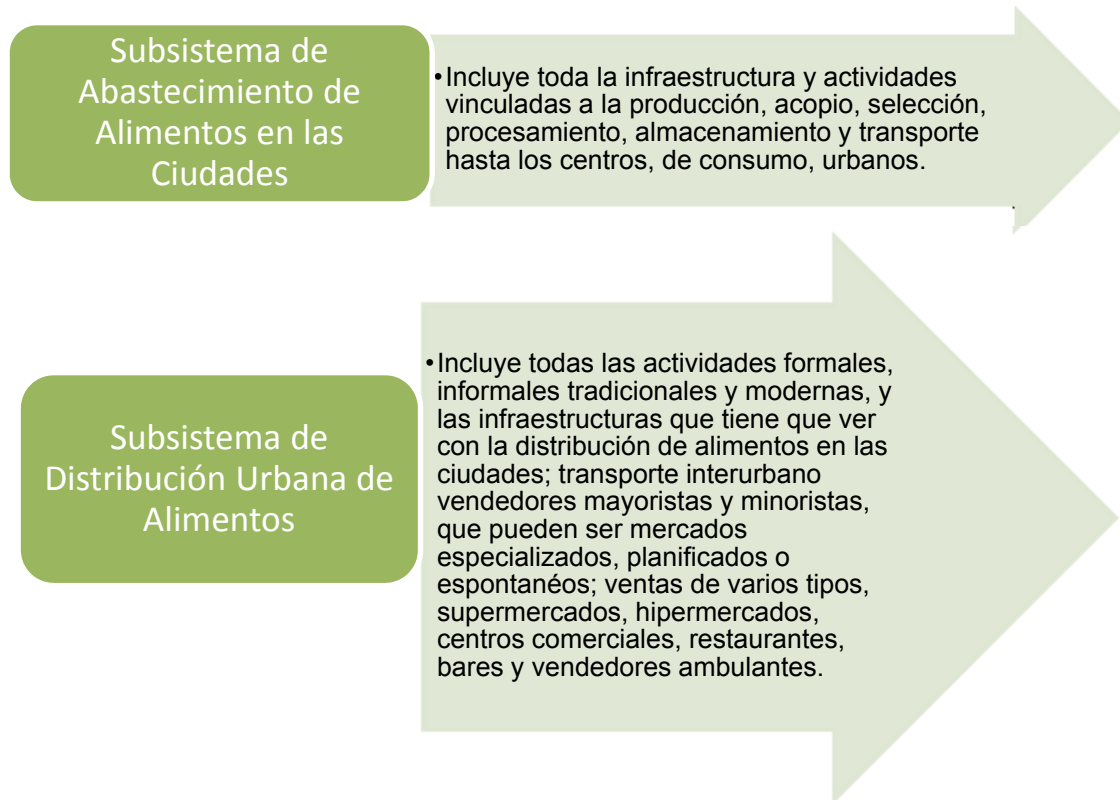 Subsistema de
Abastecimiento de
Alimentos en las
Ciudades
•Incluye toda la infraestructura y actividades
vinculadas a la producción, acopio, selección,
procesamiento, almacenamiento y transporte
hasta los centros, de consumo, urbanos.
Subsistema de
Distribución Urbana de
Alimentos
•Incluye todas las actividades formales,
informales tradicionales y modernas, y
las infraestructuras que tiene que ver
con la distribución de alimentos en las
ciudades; transporte interurbano
vendedores mayoristas y minoristas,
que pueden ser mercados
especializados, planificados o
espontanéos; ventas de varios tipos,
supermercados, hipermercados,
centros comerciales, restaurantes,
bares y vendedores ambulantes.